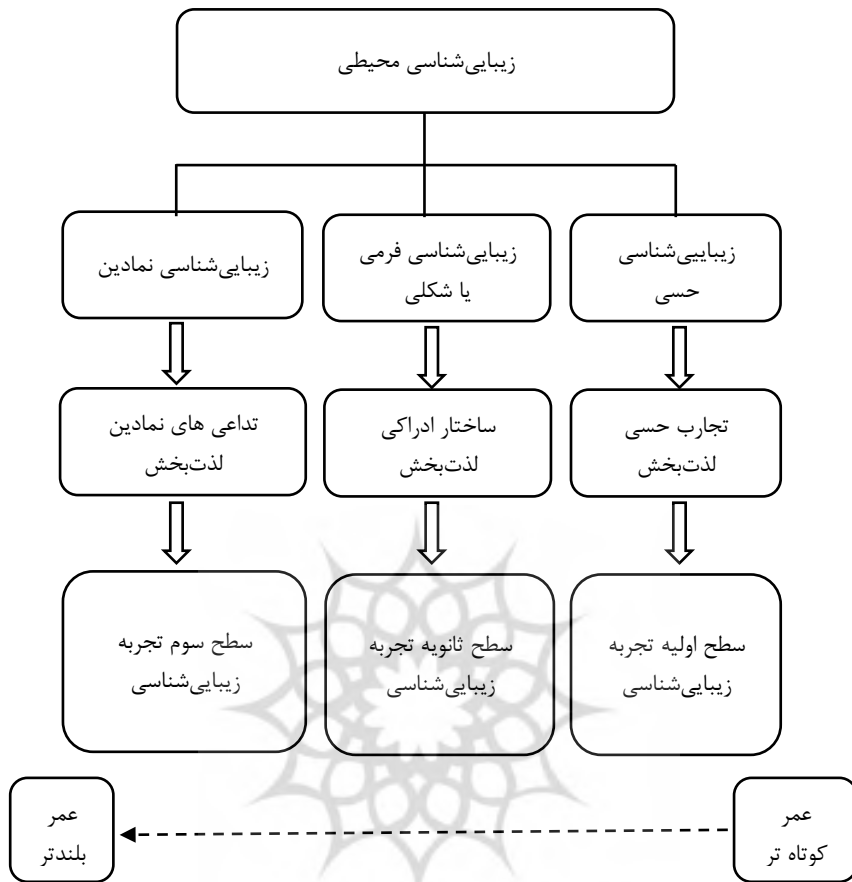 زیبایی‌شناسی محیطی
زیباییی‌شناسی
حسی
زیبایی‌شناسی فرمی
یا شکلی
زیبایی‌شناسی نمادین
تجارب حسی
لذت‌بخش
ساختار ادراکی
لذت‌بخش
تداعی های نمادین
لذت‌بخش
سطح اولیه تجربه
زیبایی‌شناسی
سطح ثانویه تجربه
زیبایی‌شناسی
سطح سوم تجربه
زیبایی‌شناسی
عمر
کوتاه تر
عمر
بلندتر